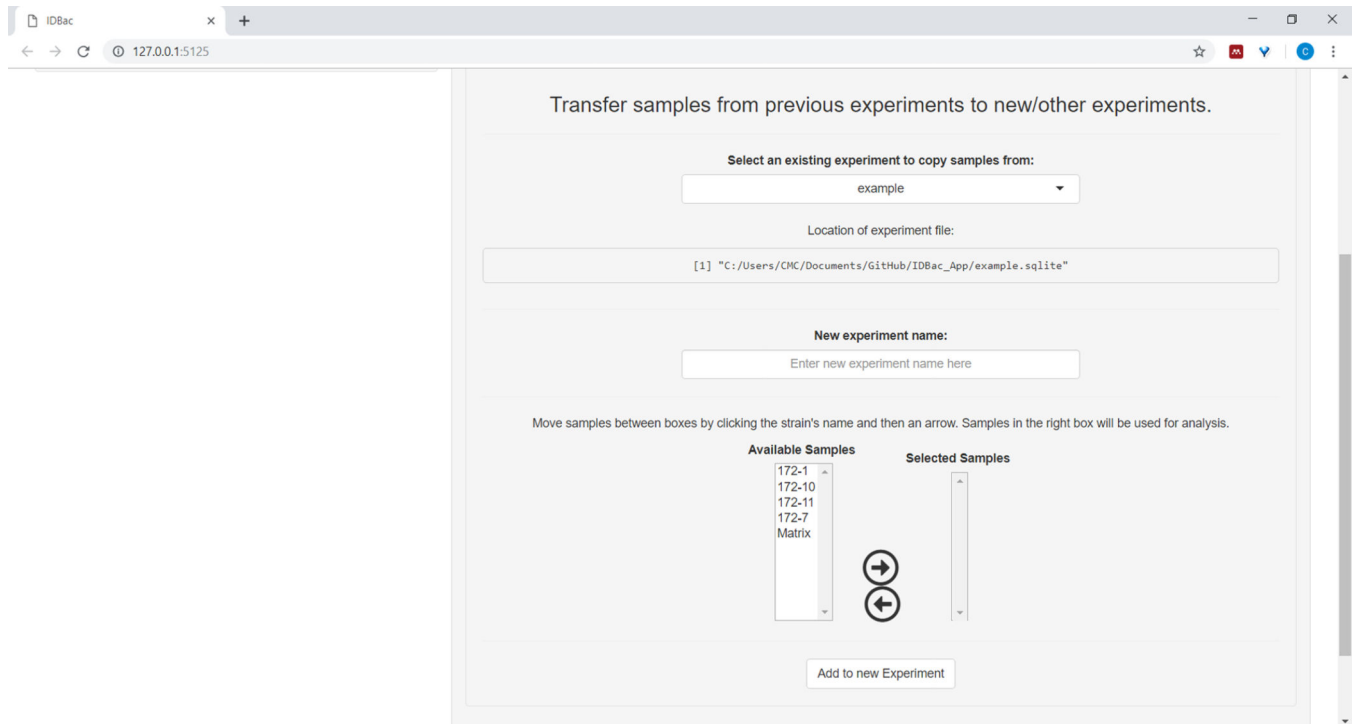 IDBac
127.0.0.1:5125
C
Transfer samples from previous experiments to new/other experiments.
Select an existing experiment to copy samples from:
example
Location of experiment file:
[1] "C:/Users/CMC/Documents/GitHub/IDBac_App/example.sqlite"
New experiment name:
Enter new experiment name here
Move samples between boxes by clicking the strain's name and then an arrow. Samples in the right box will be used for analysis.
Available Samples
Selected Samples
172-1
172-10
172-11
172-7
Matrix
Add to new Experiment